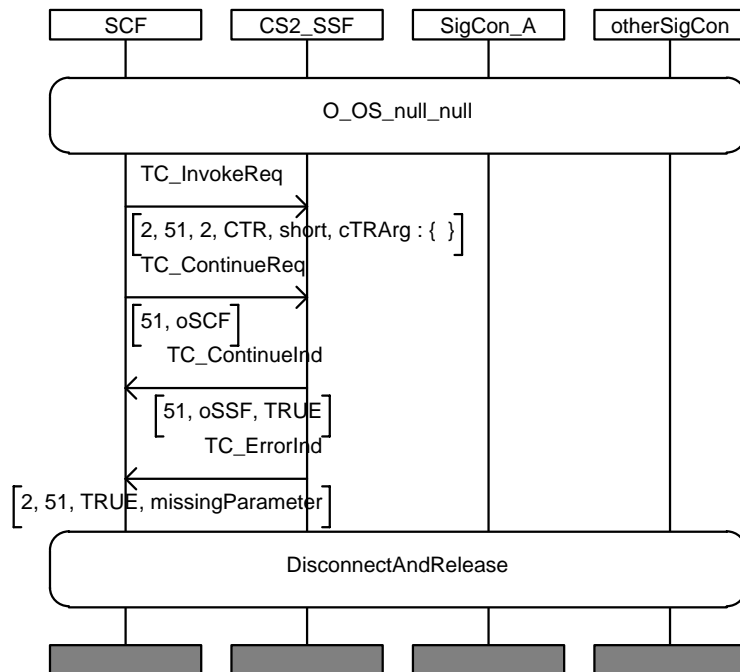 SCF CS2_SSF SigCon_A otherSigCon
O_OS_null_null
TC_InvokeReq
[2, 51, 2, CTR, short, cTRArg : { }]
TC_ContinueReq
[51, oSCF]
TC_ContinueInd
[51, oSSF, TRUE]
TC_ErrorInd
[2, 51, TRUE, missingParameter]
DisconnectAndRelease